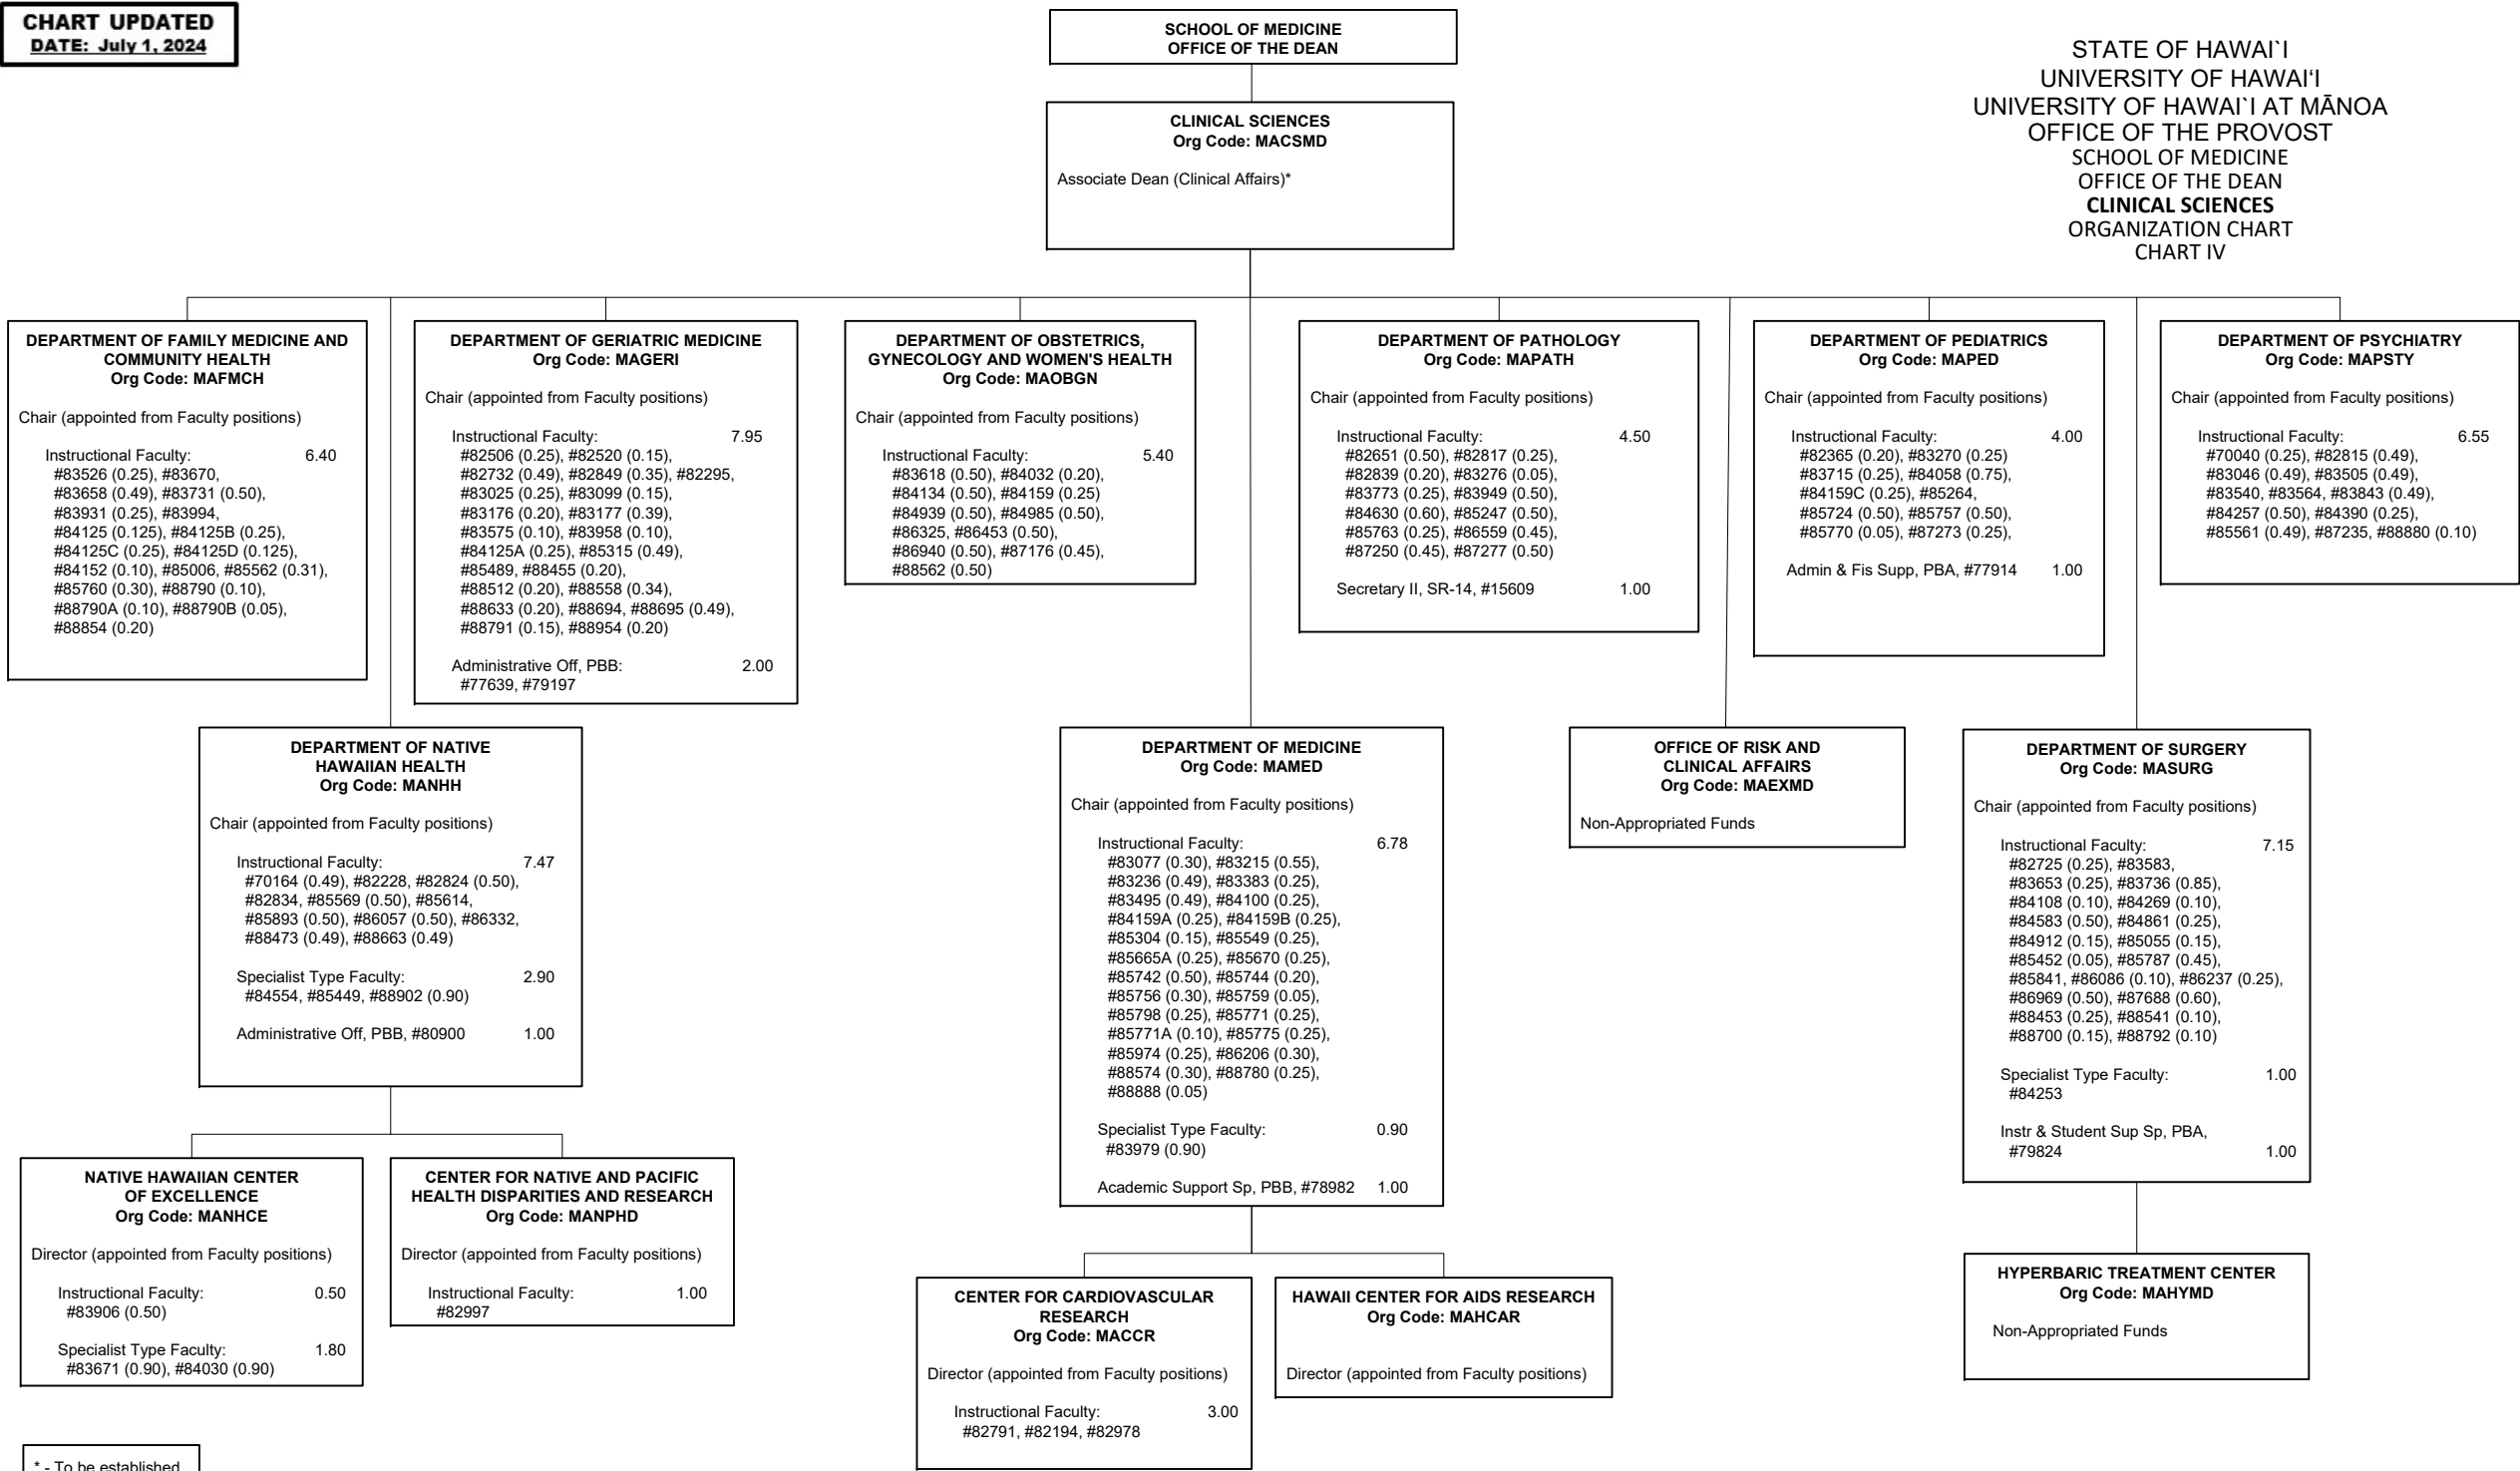 CHART UPDATED
DATE: July 1, 2024
SCHOOL OF MEDICINE
OFFICE OF THE DEAN
STATE OF HAWAI`I
UNIVERSITY OF HAWAI‘I
UNIVERSITY OF HAWAI`I AT MĀNOA
OFFICE OF THE PROVOST
SCHOOL OF MEDICINE
OFFICE OF THE DEAN
CLINICAL SCIENCES
ORGANIZATION CHART
CHART IV
CLINICAL SCIENCES
Org Code: MACSMD
Associate Dean (Clinical Affairs)*
DEPARTMENT OF FAMILY MEDICINE AND
COMMUNITY HEALTH
Org Code: MAFMCH
Chair (appointed from Faculty positions)
Instructional Faculty: 6.40
#83526 (0.25), #83670,
#83658 (0.49), #83731 (0.50),
#83931 (0.25), #83994,
#84125 (0.125), #84125B (0.25),
#84125C (0.25), #84125D (0.125),
#84152 (0.10), #85006, #85562 (0.31),
#85760 (0.30), #88790 (0.10),
#88790A (0.10), #88790B (0.05),
#88854 (0.20)
DEPARTMENT OF GERIATRIC MEDICINE
Org Code: MAGERI
Chair (appointed from Faculty positions)
Instructional Faculty: 7.95
#82506 (0.25), #82520 (0.15),
#82732 (0.49), #82849 (0.35), #82295,
#83025 (0.25), #83099 (0.15),
#83176 (0.20), #83177 (0.39),
#83575 (0.10), #83958 (0.10),
#84125A (0.25), #85315 (0.49),
#85489, #88455 (0.20),
#88512 (0.20), #88558 (0.34),
#88633 (0.20), #88694, #88695 (0.49),
#88791 (0.15), #88954 (0.20)
Administrative Off, PBB: 2.00
#77639, #79197
DEPARTMENT OF OBSTETRICS,
GYNECOLOGY AND WOMEN'S HEALTH
Org Code: MAOBGN
Chair (appointed from Faculty positions)
Instructional Faculty: 5.40
#83618 (0.50), #84032 (0.20),
#84134 (0.50), #84159 (0.25)
#84939 (0.50), #84985 (0.50),
#86325, #86453 (0.50),
#86940 (0.50), #87176 (0.45),
#88562 (0.50)
DEPARTMENT OF PATHOLOGY
Org Code: MAPATH
Chair (appointed from Faculty positions)
Instructional Faculty: 4.50
#82651 (0.50), #82817 (0.25),
#82839 (0.20), #83276 (0.05),
#83773 (0.25), #83949 (0.50),
#84630 (0.60), #85247 (0.50),
#85763 (0.25), #86559 (0.45),
#87250 (0.45), #87277 (0.50)
Secretary II, SR-14, #15609 1.00
DEPARTMENT OF PEDIATRICS
Org Code: MAPED
Chair (appointed from Faculty positions)
Instructional Faculty: 4.00
#82365 (0.20), #83270 (0.25)
#83715 (0.25), #84058 (0.75),
#84159C (0.25), #85264,
#85724 (0.50), #85757 (0.50),
#85770 (0.05), #87273 (0.25),
Admin & Fis Supp, PBA, #77914 1.00
DEPARTMENT OF PSYCHIATRY
Org Code: MAPSTY
Chair (appointed from Faculty positions)
Instructional Faculty: 6.55
#70040 (0.25), #82815 (0.49),
#83046 (0.49), #83505 (0.49),
#83540, #83564, #83843 (0.49),
#84257 (0.50), #84390 (0.25),
#85561 (0.49), #87235, #88880 (0.10)
DEPARTMENT OF NATIVE
HAWAIIAN HEALTH
Org Code: MANHH
Chair (appointed from Faculty positions)
Instructional Faculty: 7.47
#70164 (0.49), #82228, #82824 (0.50),
#82834, #85569 (0.50), #85614,
#85893 (0.50), #86057 (0.50), #86332,
#88473 (0.49), #88663 (0.49)
Specialist Type Faculty: 2.90
#84554, #85449, #88902 (0.90)
Administrative Off, PBB, #80900 1.00
DEPARTMENT OF MEDICINE
Org Code: MAMED
Chair (appointed from Faculty positions)
Instructional Faculty: 6.78
#83077 (0.30), #83215 (0.55),
#83236 (0.49), #83383 (0.25),
#83495 (0.49), #84100 (0.25),
#84159A (0.25), #84159B (0.25),
#85304 (0.15), #85549 (0.25),
#85665A (0.25), #85670 (0.25),
#85742 (0.50), #85744 (0.20),
#85756 (0.30), #85759 (0.05),
#85798 (0.25), #85771 (0.25),
#85771A (0.10), #85775 (0.25),
#85974 (0.25), #86206 (0.30),
#88574 (0.30), #88780 (0.25),
#88888 (0.05)
Specialist Type Faculty: 0.90
#83979 (0.90)
Academic Support Sp, PBB, #78982 1.00
OFFICE OF RISK AND
CLINICAL AFFAIRS
Org Code: MAEXMD
Non-Appropriated Funds
DEPARTMENT OF SURGERY
Org Code: MASURG
Chair (appointed from Faculty positions)
Instructional Faculty: 7.15
#82725 (0.25), #83583,
#83653 (0.25), #83736 (0.85),
#84108 (0.10), #84269 (0.10),
#84583 (0.50), #84861 (0.25),
#84912 (0.15), #85055 (0.15),
#85452 (0.05), #85787 (0.45),
#85841, #86086 (0.10), #86237 (0.25),
#86969 (0.50), #87688 (0.60),
#88453 (0.25), #88541 (0.10),
#88700 (0.15), #88792 (0.10)
Specialist Type Faculty: 1.00
#84253
Instr & Student Sup Sp, PBA,
#79824 1.00
NATIVE HAWAIIAN CENTER
OF EXCELLENCE
Org Code: MANHCE
Director (appointed from Faculty positions)
Instructional Faculty: 0.50
#83906 (0.50)
Specialist Type Faculty: 1.80
#83671 (0.90), #84030 (0.90)
CENTER FOR NATIVE AND PACIFIC
HEALTH DISPARITIES AND RESEARCH
Org Code: MANPHD
Director (appointed from Faculty positions)
Instructional Faculty: 1.00
#82997
CENTER FOR CARDIOVASCULAR
RESEARCH
Org Code: MACCR
Director (appointed from Faculty positions)
Instructional Faculty: 3.00
#82791, #82194, #82978
HAWAII CENTER FOR AIDS RESEARCH
Org Code: MAHCAR
Director (appointed from Faculty positions)
HYPERBARIC TREATMENT CENTER
Org Code: MAHYMD
Non-Appropriated Funds
* - To be established